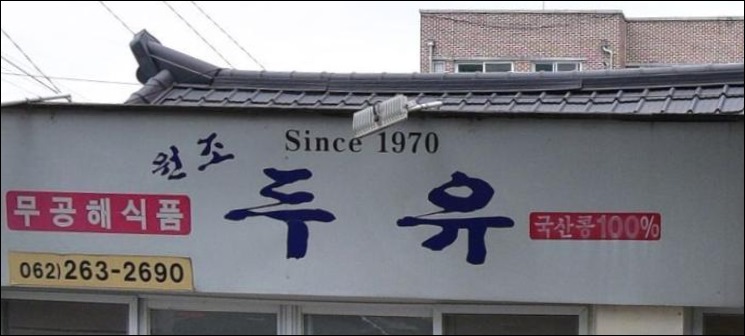 Since 1970
원조
두유
무공해식품
국산콩100%
062)263-2690